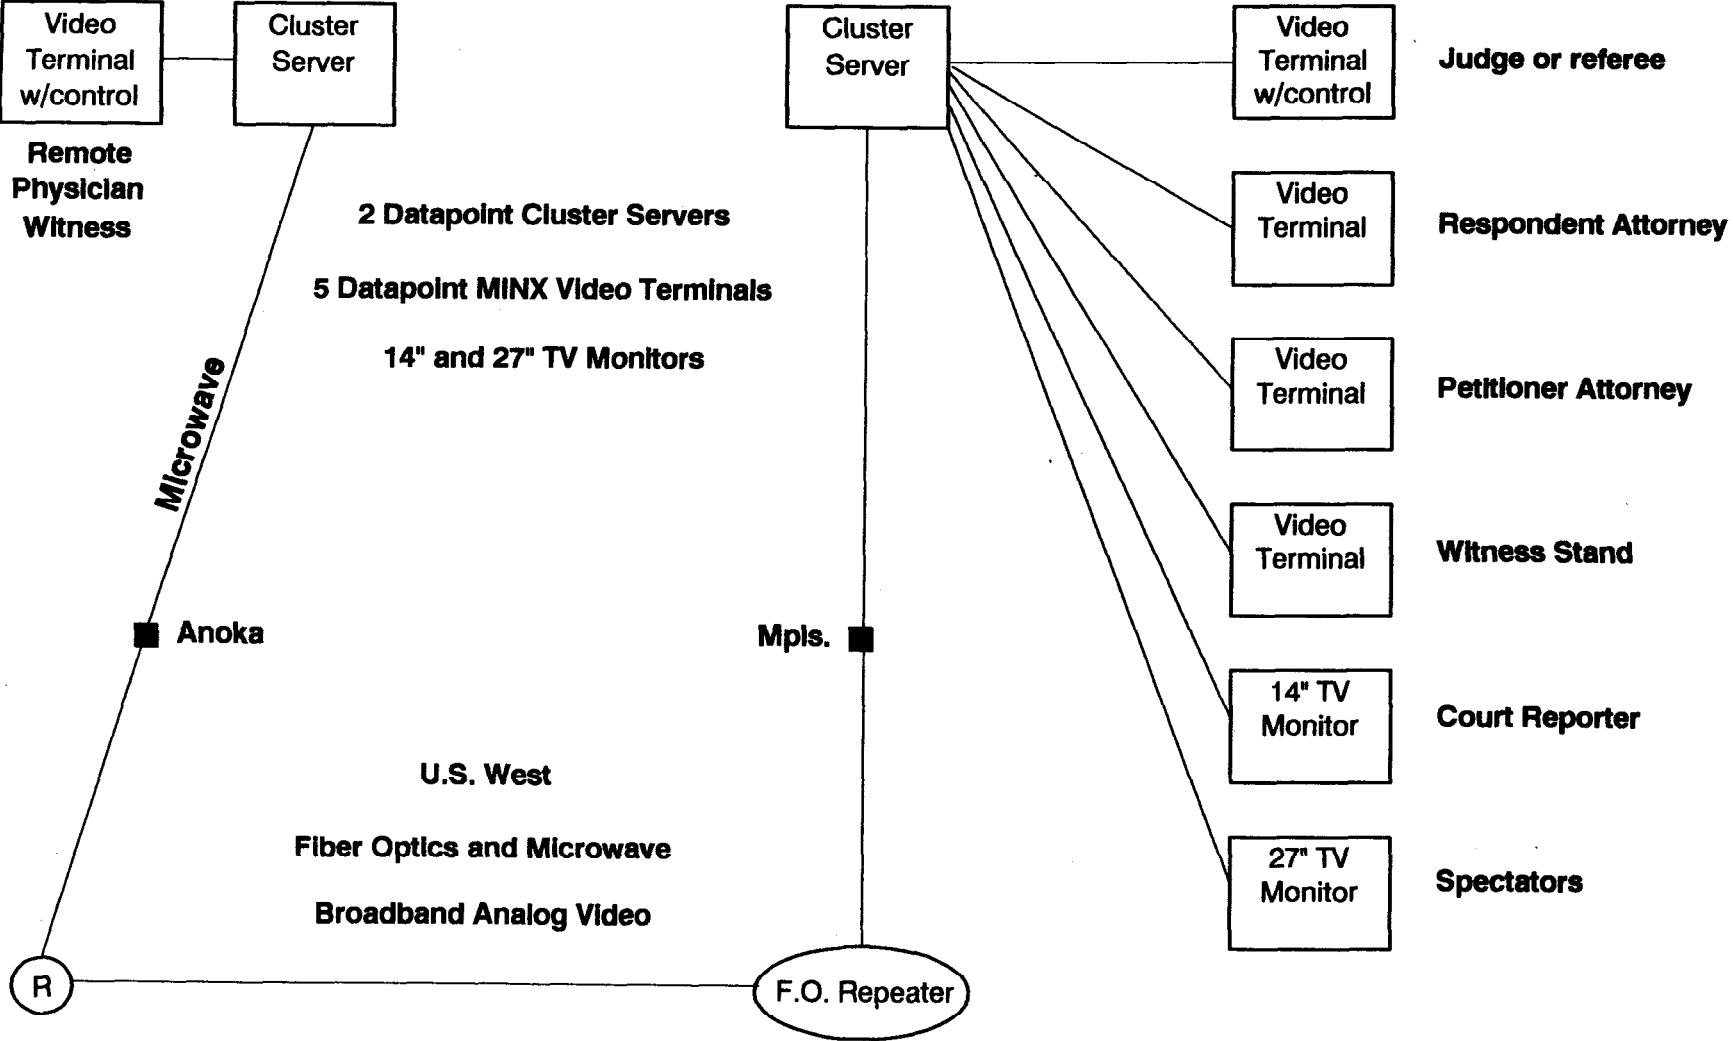 Video
Terminal
w/control
Cluster
Server
Remote
Physician
Witness
2 Datapoint Cluster Servers
5 Datapoint MINX Video Terminals
14" and 27" TV Monitors
Microwave
Anoka
U.S. West
Fiber Optics and Microwave
Broadband Analog Video
R
Cluster
Server
Mpls.
F.O. Repeater
Video
Terminal
w/control
Judge or referee
Video
Terminal
Respondent Attorney
Video
Terminal
Petitioner Attorney
Video
Terminal
Witness Stand
14" TV
Monitor
Court Reporter
27" TV
Monitor
Spectators